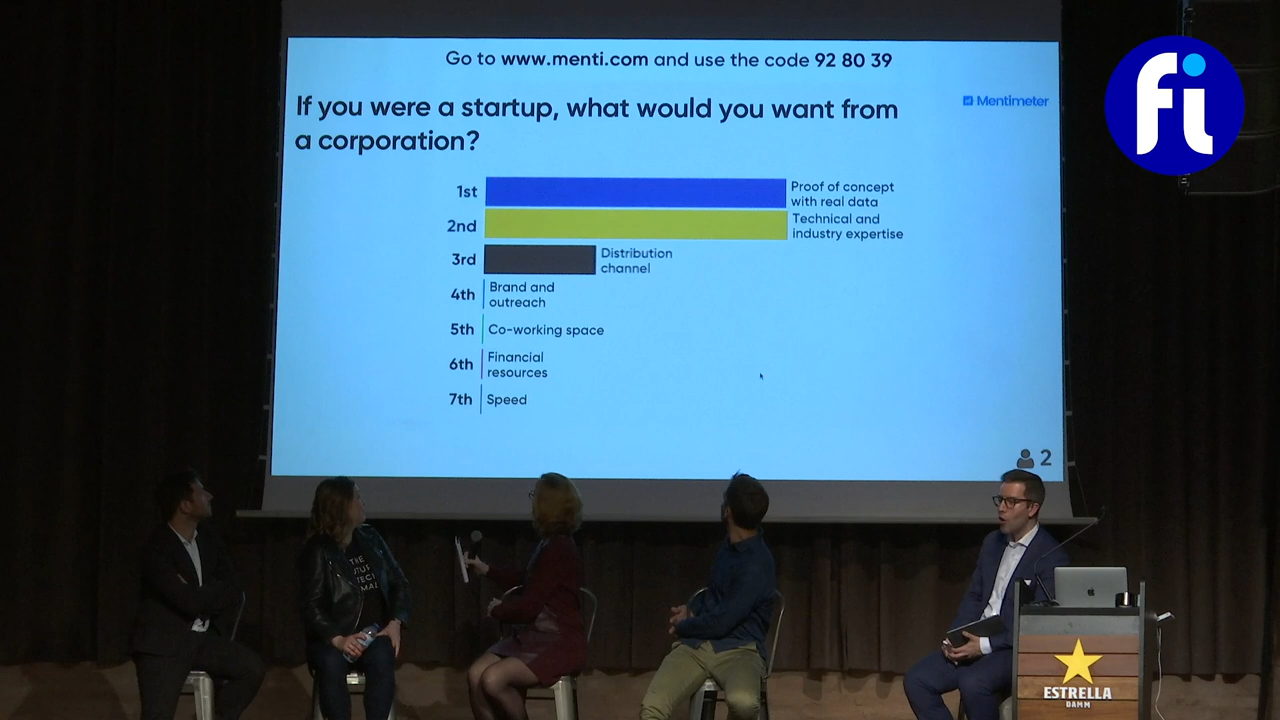 Go to www.menti.com and use the code 92 80 39
fi
Mentimeter
If you were a startup, what would you want from
a corporation?
1st
Proof of concept
with real data
2nd
Technical and
industry expertise
3rd
Distribution
channel
4th
Brand and
outreach
5th
Co-working space
6th
Financial
resources
7th
Speed
2
THE
ESTRELLA
DAMM